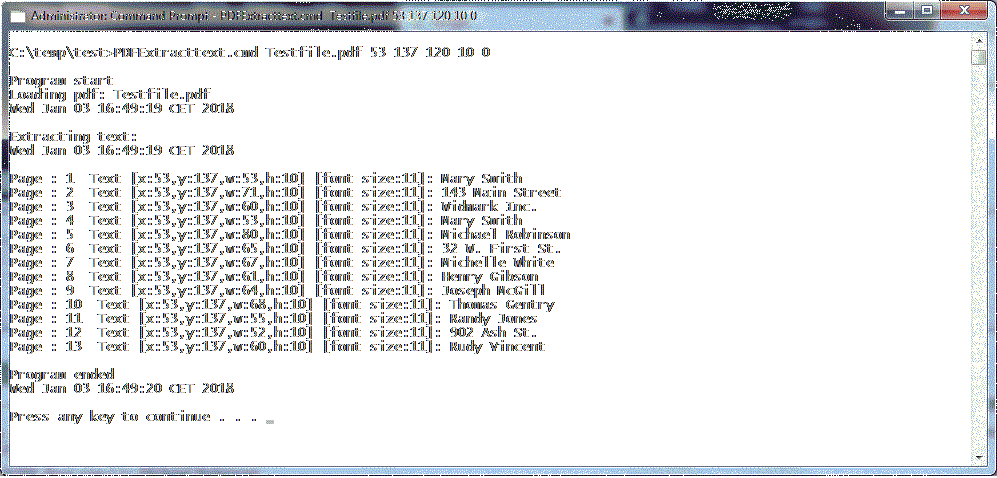 Administrator: Command Prompt - PDFExtracttext.cmd Testfile.pdf 53 137 120 10 0
C:\temp\test>PDFExtracttext.cmd Testfile.pdf 53 137 120 10 0
Program start
Loading pdf: Testfile.pdf
Wed Jan 03 16:49:19 CET 2018
Extracting text:
Wed Jan 03 16:49:19 CET 2018
Page : 1  Text [x:53,y:137,w:53,h:10] [font size:11]: Mary Smith
Page : 2  Text [x:53,y:137,w:71,h:10] [font size:11]: 143 Main Street
Page : 3  Text [x:53,y:137,w:60,h:10] [font size:11]: Vidmark Inc.
Page : 4  Text [x:53,y:137,w:53,h:10] [font size:11]: Mary Smith
Page : 5  Text [x:53,y:137,w:80,h:10] [font size:11]: Michael Robinson
Page : 6  Text [x:53,y:137,w:65,h:10] [font size:11]: 32 W. First St.
Page : 7  Text [x:53,y:137,w:67,h:10] [font size:11]: Michelle White
Page : 8  Text [x:53,y:137,w:61,h:10] [font size:11]: Henry Gibson
Page : 9  Text [x:53,y:137,w:64,h:10] [font size:11]: Joseph McGill
Page : 10  Text [x:53,y:137,w:68,h:10] [font size:11]: Thomas Gentry
Page : 11  Text [x:53,y:137,w:55,h:10] [font size:11]: Randy Jones
Page : 12  Text [x:53,y:137,w:52,h:10] [font size:11]: 902 Ash St.
Page : 13  Text [x:53,y:137,w:60,h:10] [font size:11]: Rudy Vincent
Program ended
Wed Jan 03 16:49:20 CET 2018
Press any key to continue . . . _